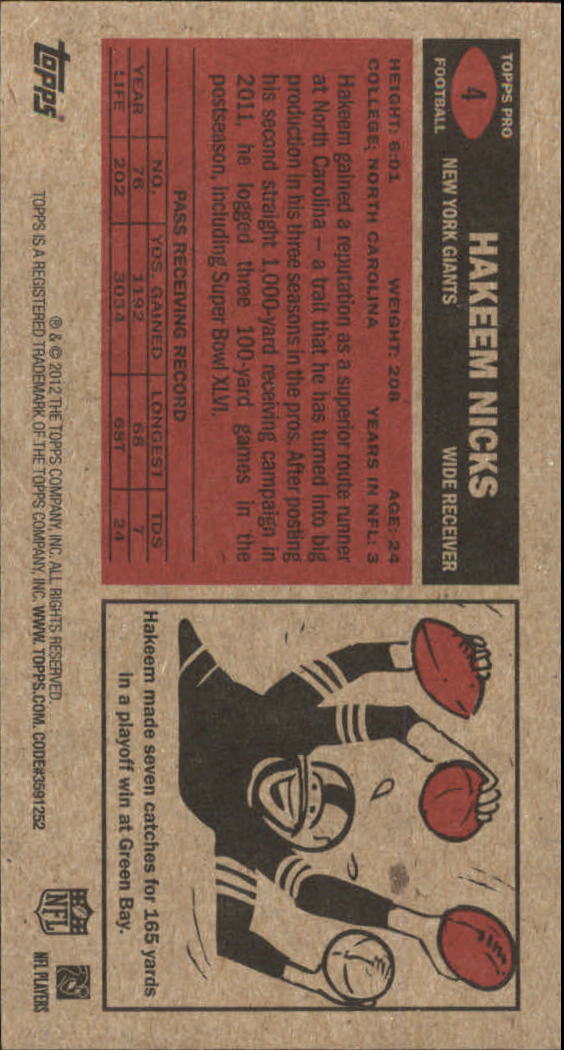 TOPPS PRO
4
FOOTBALL
HAKEEM NICKS
NEW YORK GIANTS
WIDE RECEIVER
HEIGHT: 6:01 WEIGHT: 208 AGE: 24
COLLEGE: NORTH CAROLINA YEARS IN NFL: 3
Hakeem gained a reputation as a superior route runner
at North Carolina — a trait that he has turned into big
production in his three seasons in the pros. After posting
his second straight 1,000-yard receiving campaign in
2011, he logged three 100-yard games in the
postseason, including Super Bowl XLVI.
PASS RECEIVING RECORD
NO. YDS. GAINED LONGEST TDS
YEAR 76 1192 68 7
LIFE 202 3034 68T 24
Hakeem made seven catches for 165 yards
in a playoff win at Green Bay.
topps
® & © 2012 THE TOPPS COMPANY, INC. ALL RIGHTS RESERVED
TOPPS IS A REGISTERED TRADEMARK OF THE TOPPS COMPANY, INC. WWW.TOPPS.COM. CODE#3591252
NFL
NFL PLAYERS